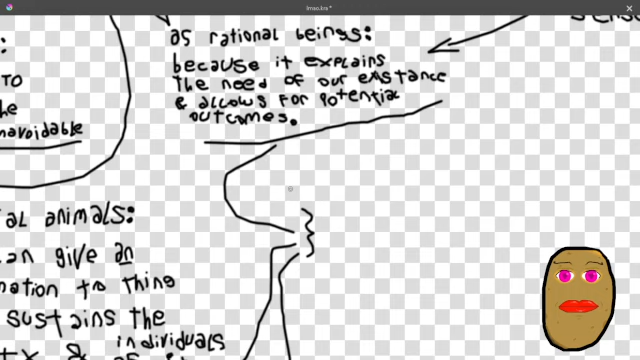 lmao.kra *
as rational beings:
because it explains
the need of our existance
& allows for potential
outcomes.
:
TO
he
navoidable
al animals:
an give an
nation to thing
sustains the
individuals